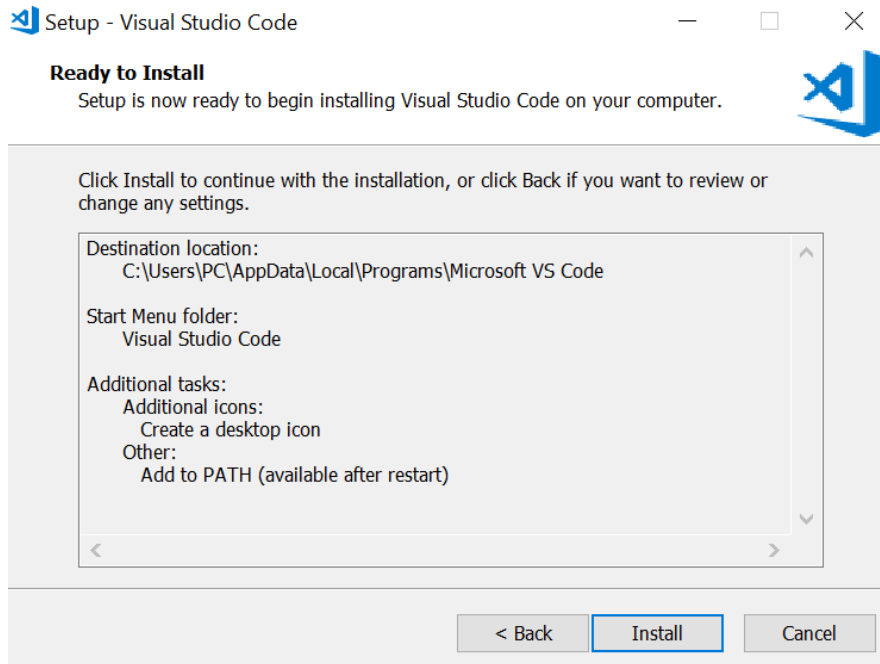 Setup - Visual Studio Code
Ready to Install
Setup is now ready to begin installing Visual Studio Code on your computer.
Click Install to continue with the installation, or click Back if you want to review or
change any settings.
Destination location:
C:\Users\PC\AppData\Local\Programs\Microsoft VS Code
Start Menu folder:
Visual Studio Code
Additional tasks:
Additional icons:
Create a desktop icon
Other:
Add to PATH (available after restart)
< Back Install Cancel